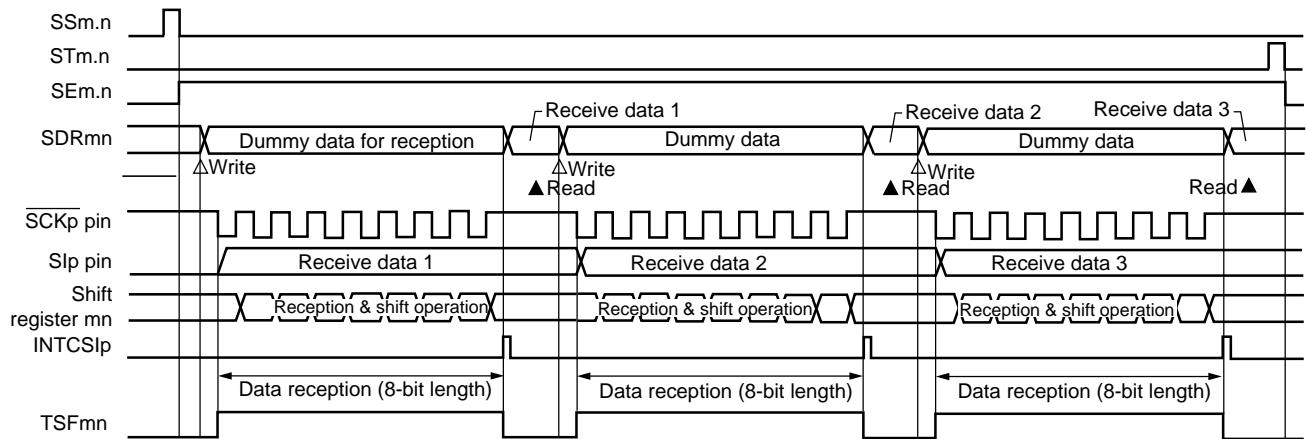 SSm.n
STm.n
SEm.n
Receive data 1
Receive data 2
Receive data 3
SDRmn
Dummy data for reception
Dummy data
Dummy data
Write
Write
Write
Read
Read
Read
SCKp pin
SIp pin
Receive data 1
Receive data 2
Receive data 3
Shift
register mn
Reception & shift operation
Reception & shift operation
Reception & shift operation
INTCSIp
Data reception (8-bit length)
Data reception (8-bit length)
Data reception (8-bit length)
TSFmn